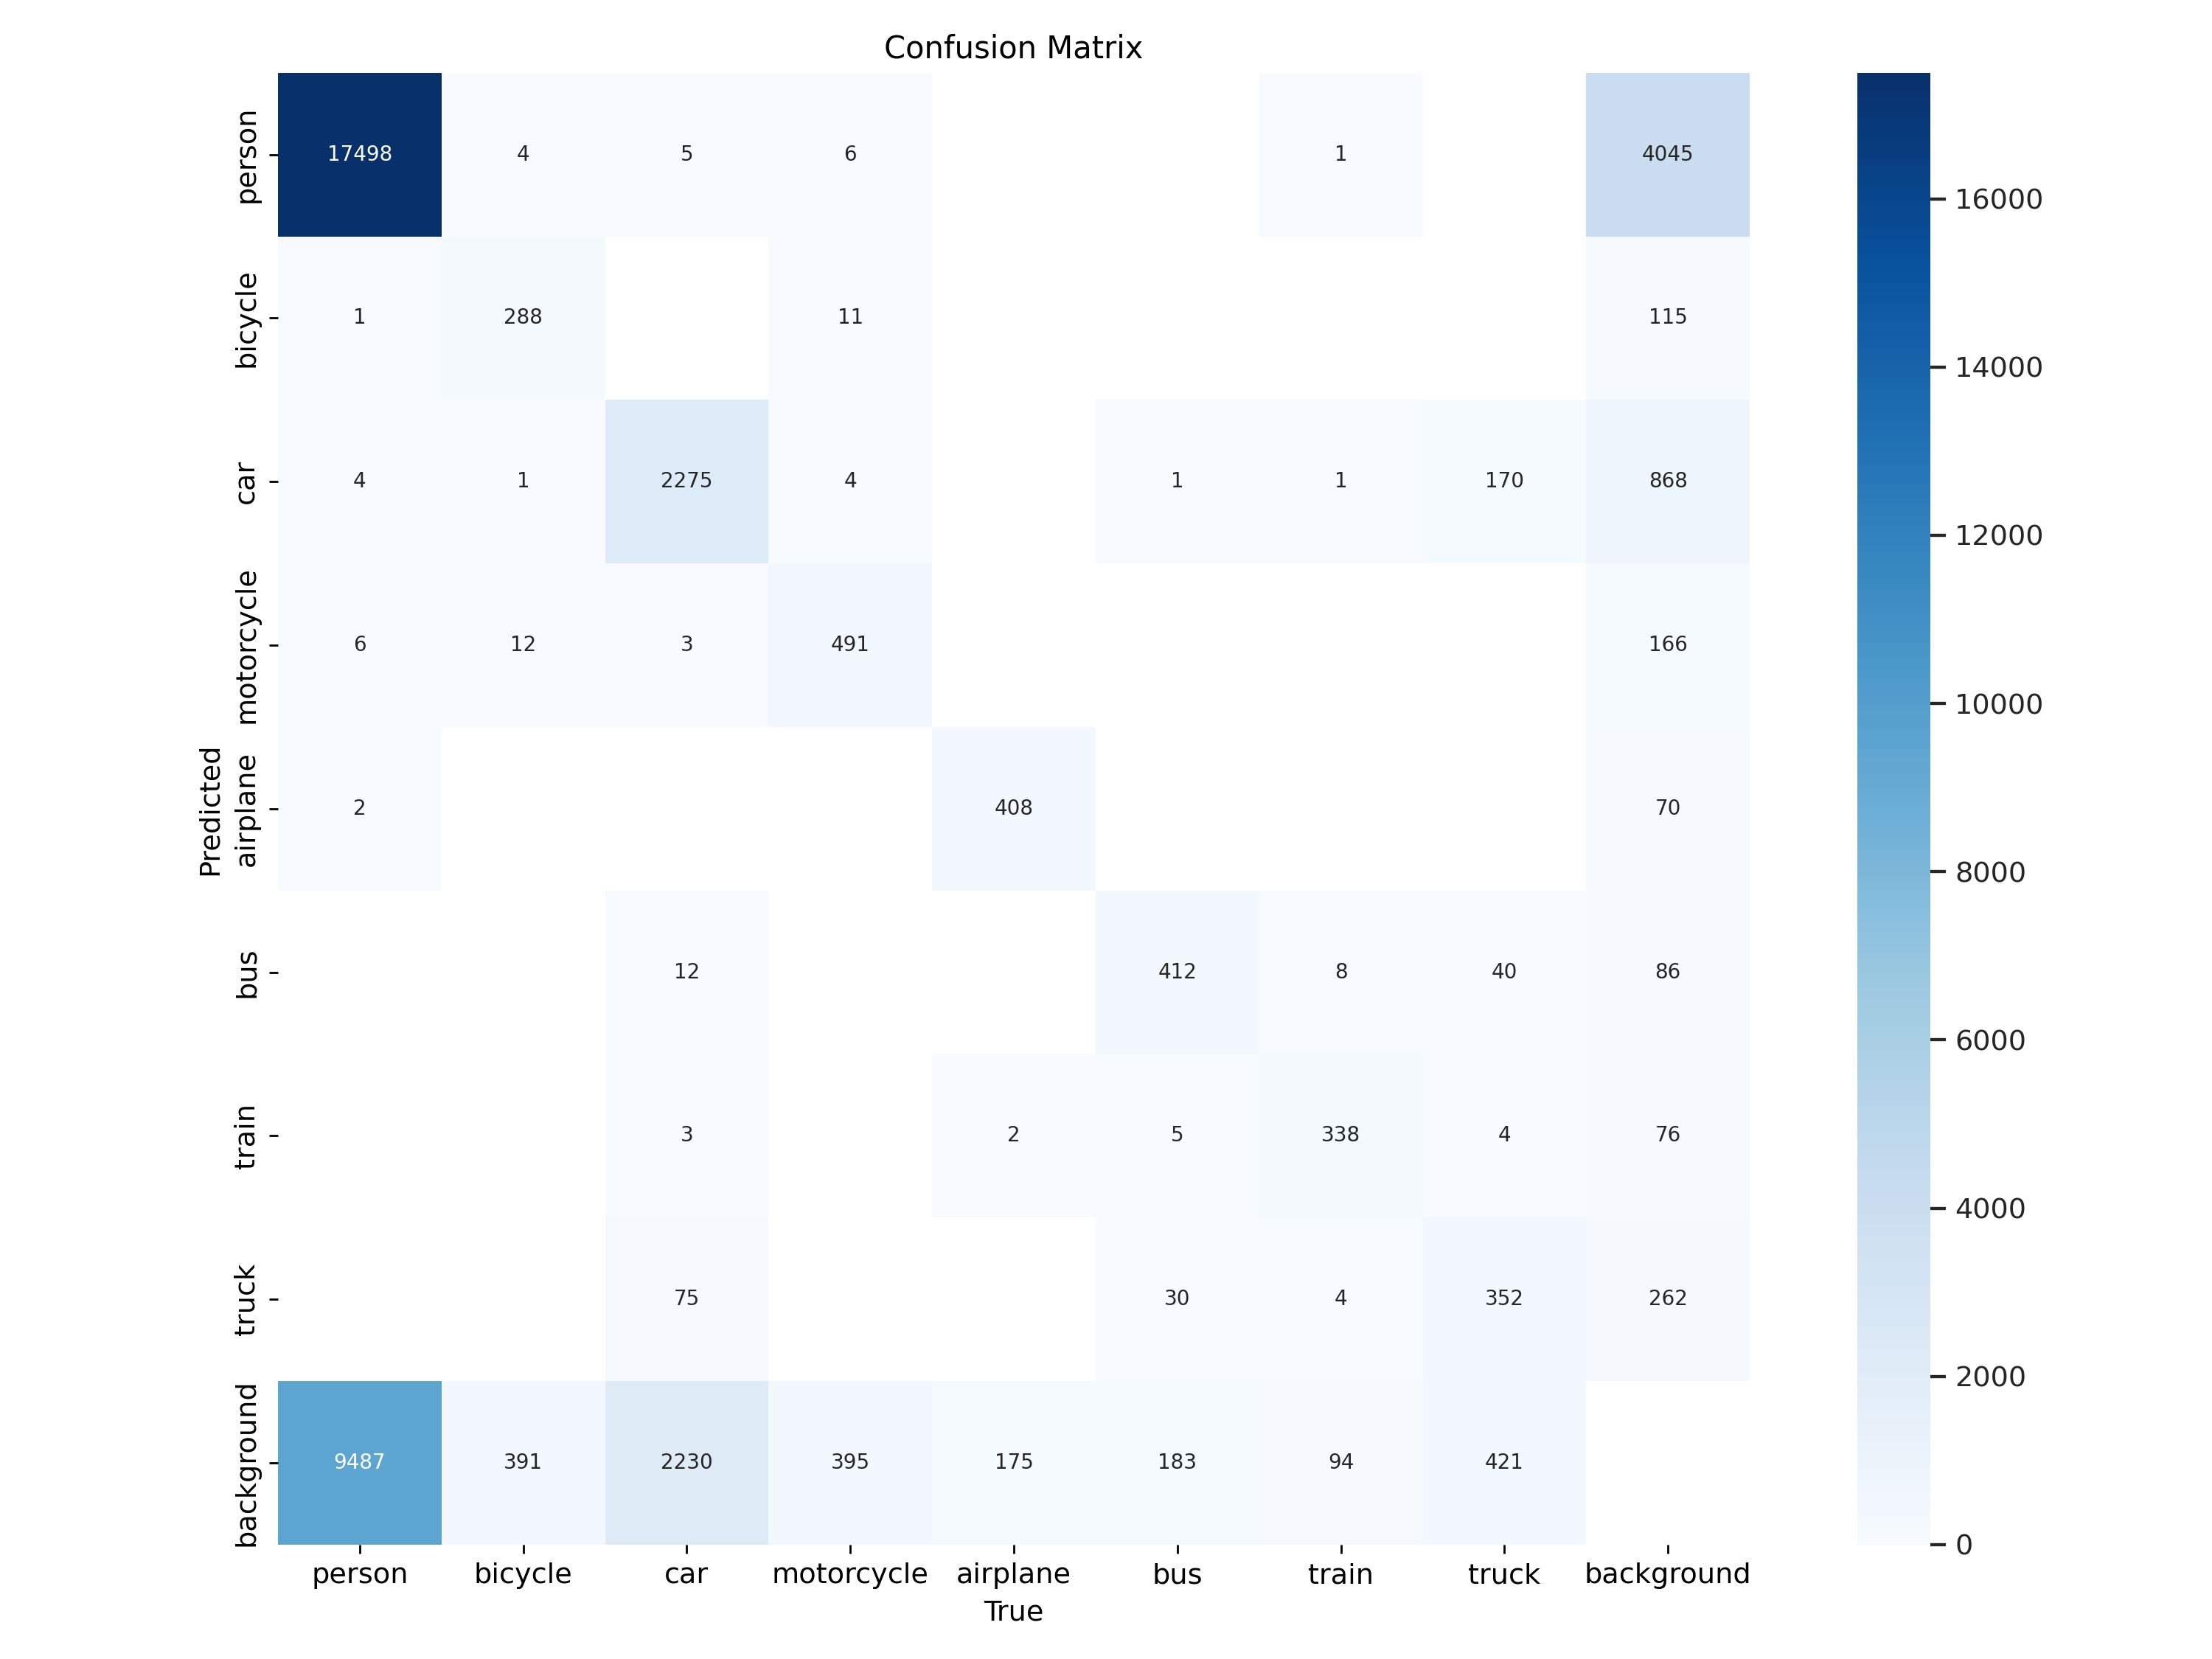 Confusion Matrix
person 17498 4 5 6 1 4045
bicycle 1 288 11 115
car 4 1 2275 4 1 1 170 868
motorcycle 6 12 3 491 166
airplane 2 408 70
bus 12 412 8 40 86
train 3 2 5 338 4 76
truck 75 30 4 352 262
background 9487 391 2230 395 175 183 94 421
Predicted
person bicycle car motorcycle airplane bus train truck background
True
16000
14000
12000
10000
8000
6000
4000
2000
0